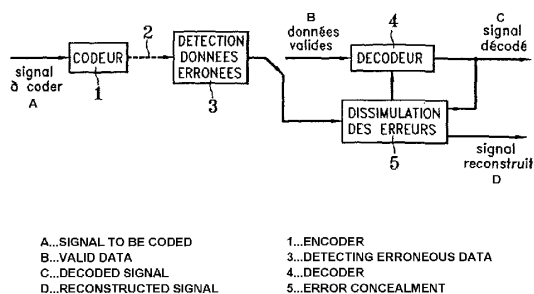 signal
à coder
A
CODEUR
1
2
DETECTION
DONNÉES
ERRONÉES
3
B
données
valides
4
DECODEUR
C
signal
décodé
DISSIMULATION
DES ERREURS
5
signal
reconstruit
D
A...SIGNAL TO BE CODED
B...VALID DATA
C...DECODED SIGNAL
D...RECONSTRUCTED SIGNAL
1...ENCODER
3...DETECTING ERRONEOUS DATA
4...DECODER
5...ERROR CONCEALMENT